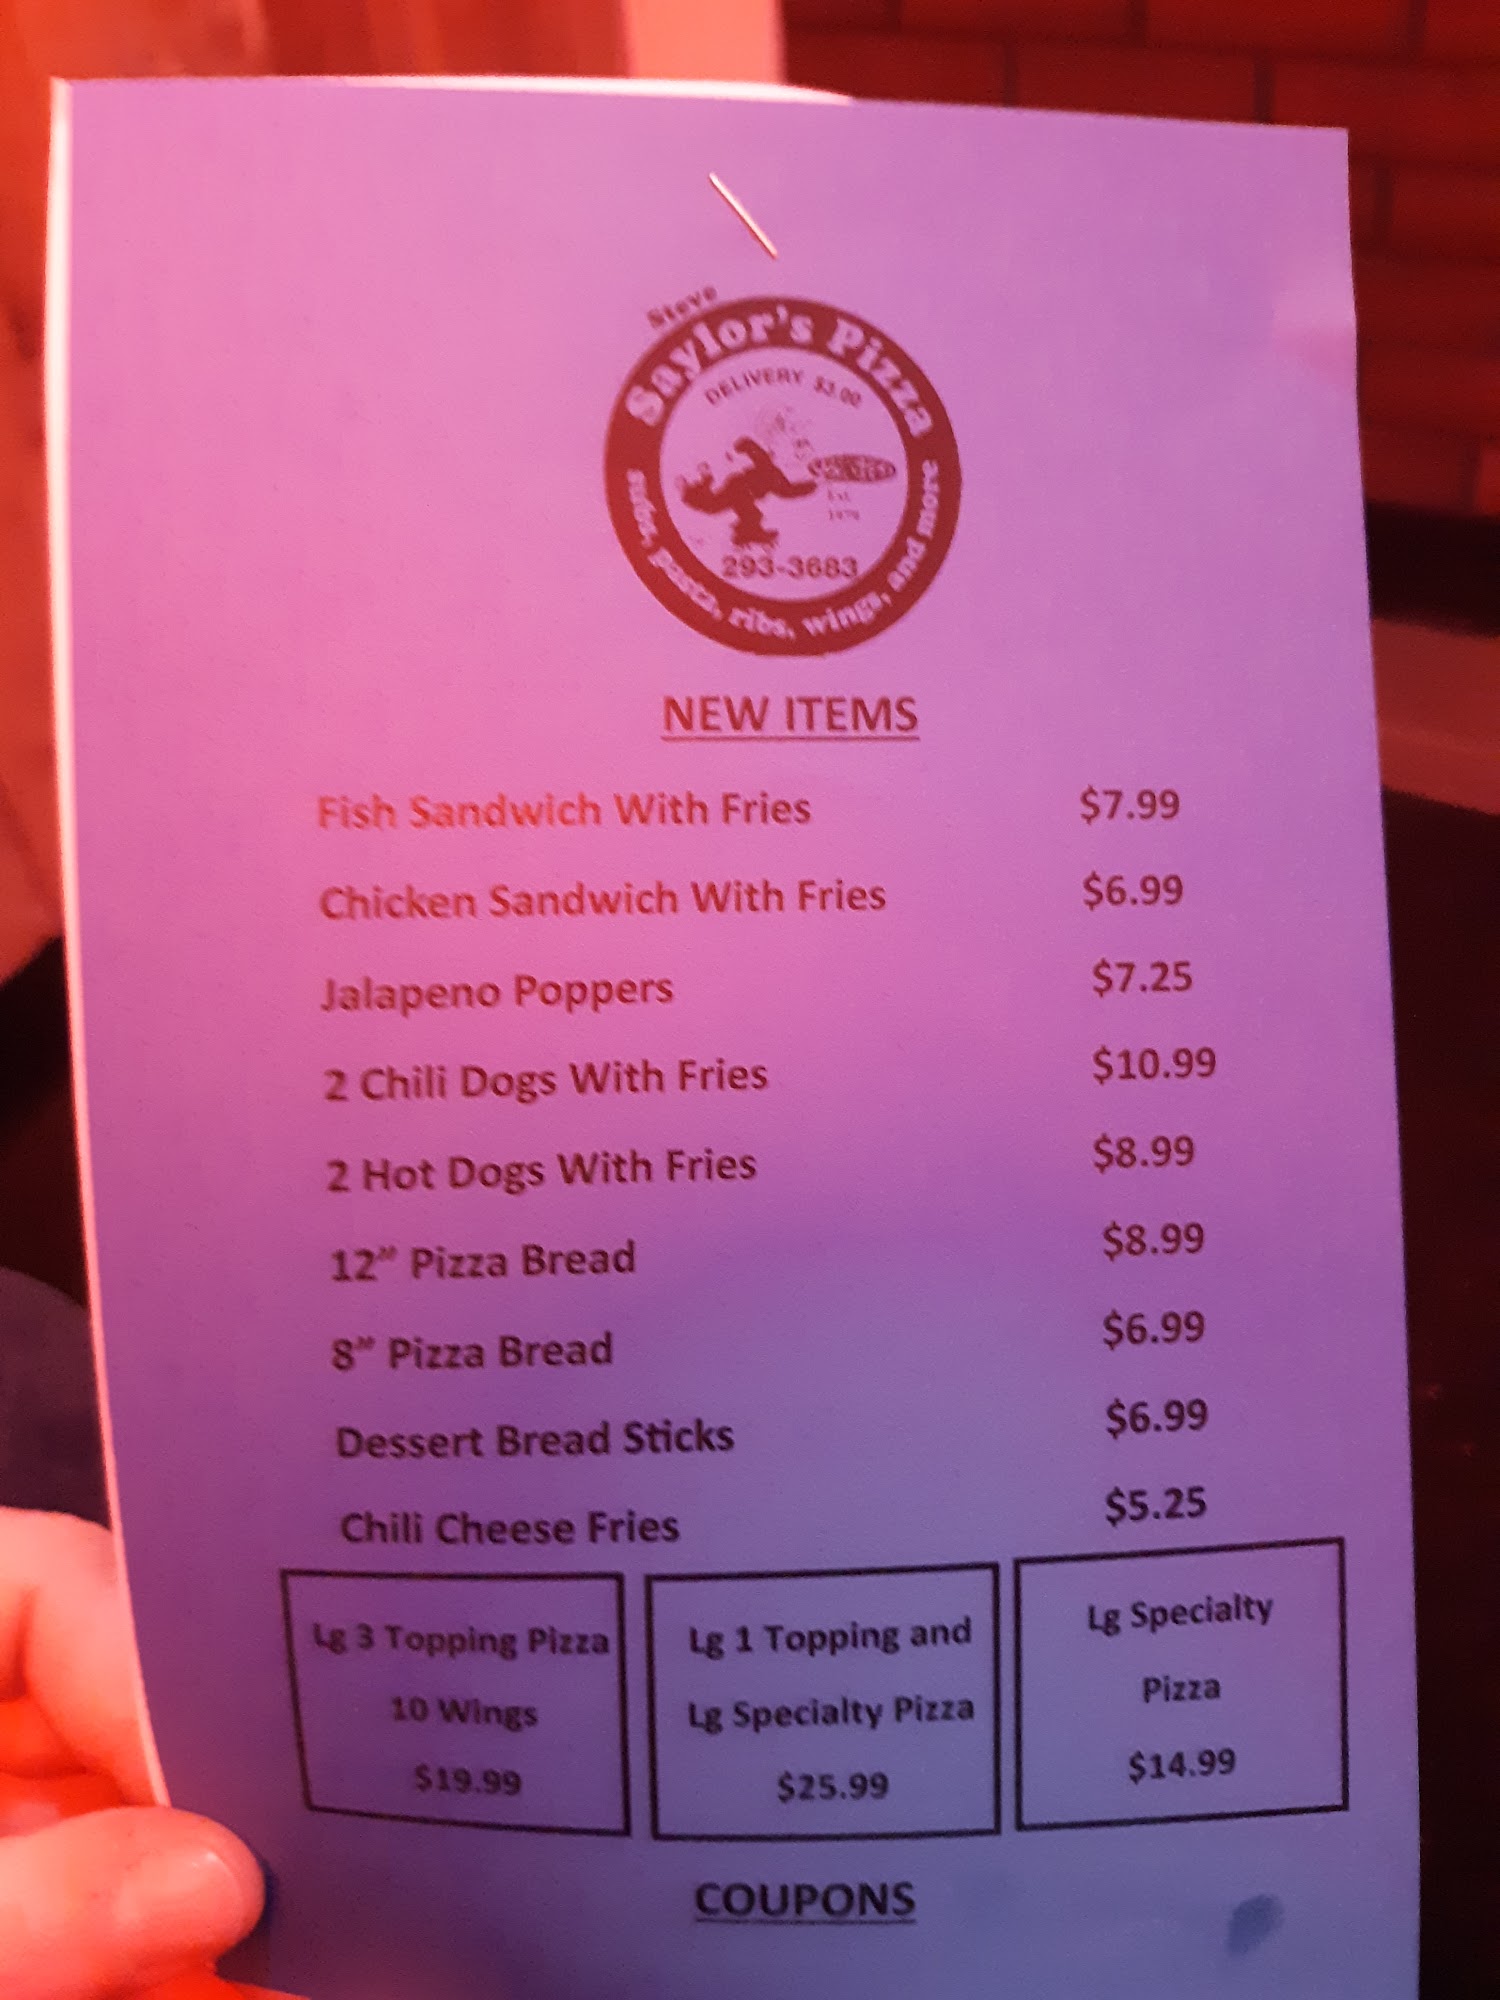 Steve
Saylor's Pizza
DELIVERY $3.00
Est.
293-3683
subs, pasta, ribs, wings, and more
NEW ITEMS
Fish Sandwich With Fries $7.99
Chicken Sandwich With Fries $6.99
Jalapeno Poppers $7.25
2 Chili Dogs With Fries $10.99
2 Hot Dogs With Fries $8.99
12” Pizza Bread $8.99
8” Pizza Bread $6.99
Dessert Bread Sticks $6.99
Chili Cheese Fries $5.25
Lg 3 Topping Pizza
10 Wings
$19.99
Lg 1 Topping and
Lg Specialty Pizza
$25.99
Lg Specialty
Pizza
$14.99
COUPONS